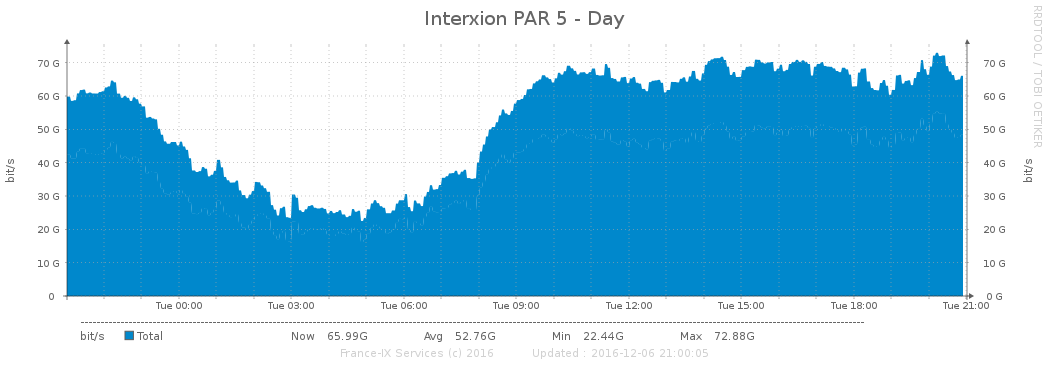 Interxion PAR 5 - Day
RRDTOOL / TOBI OETIKER
bit/s
70 G
60 G
50 G
40 G
30 G
20 G
10 G
0
70 G
60 G
50 G
40 G
30 G
20 G
10 G
0 G
bit/s
Tue 00:00 Tue 03:00 Tue 06:00 Tue 09:00 Tue 12:00 Tue 15:00 Tue 18:00 Tue 21:00
bit/s Total Now 65.99G Avg 52.76G Min 22.44G Max 72.88G
France-IX Services (c) 2016 Updated : 2016-12-06 21:00:05